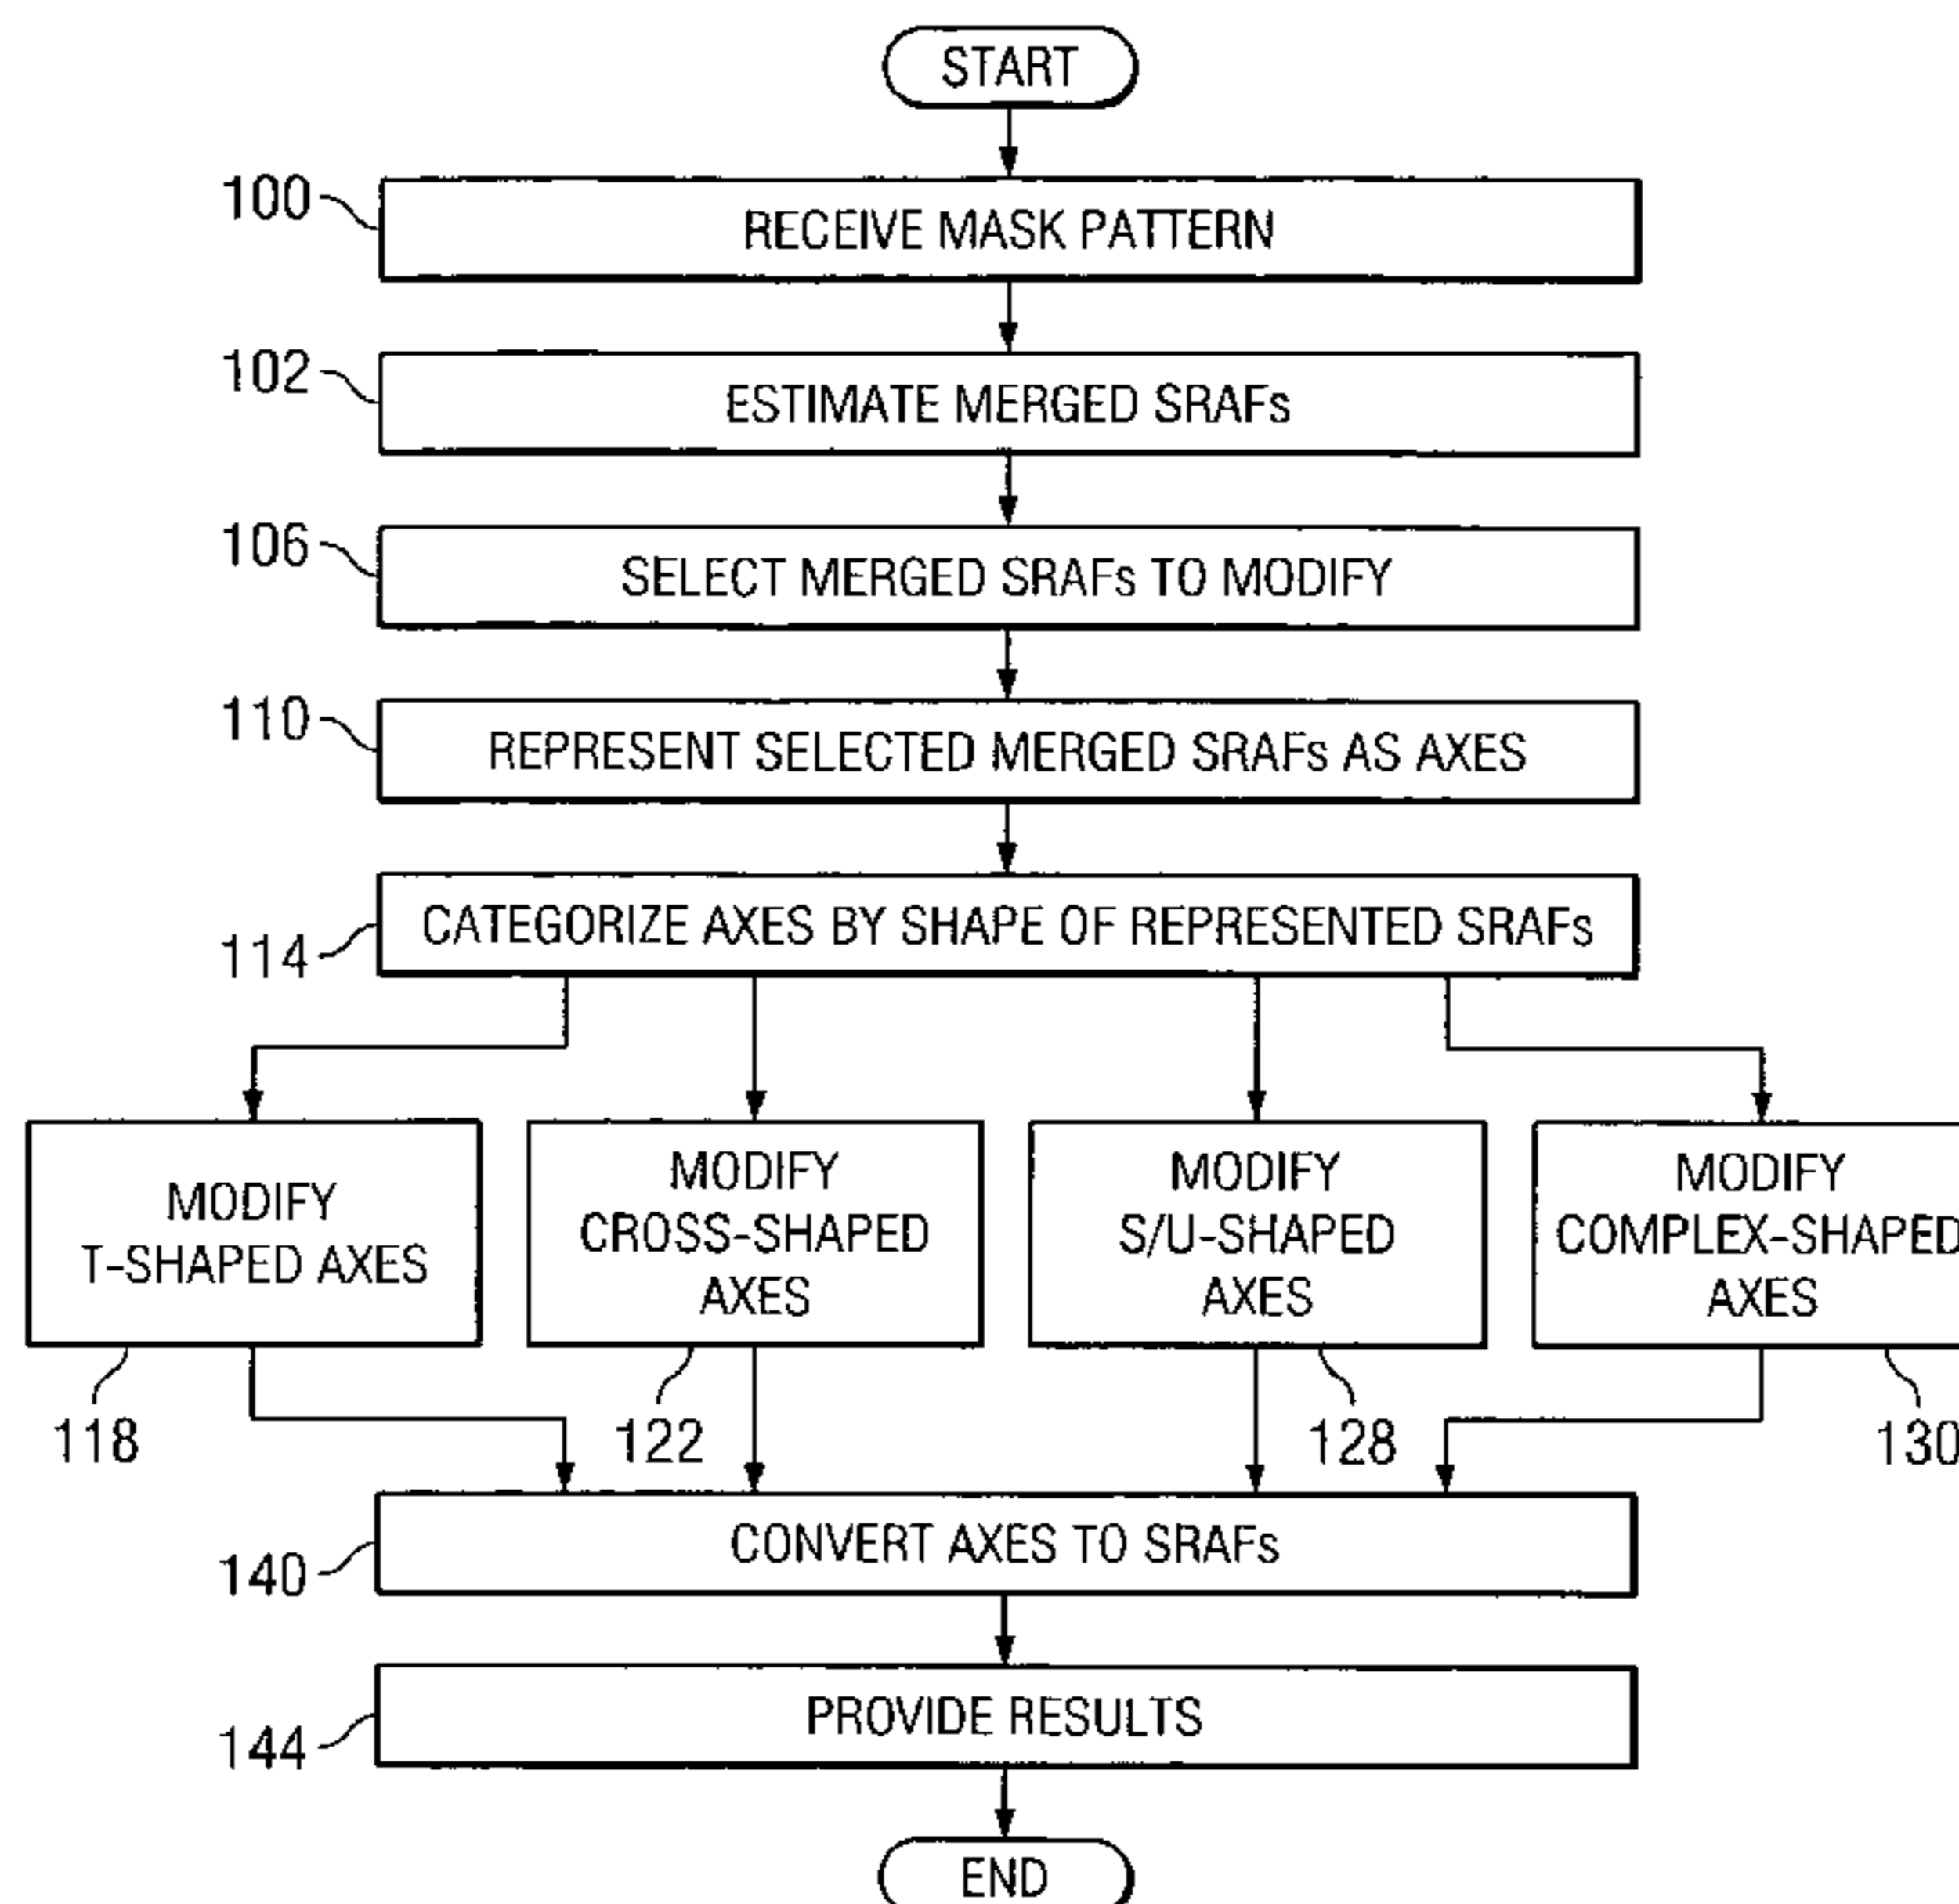 START
100
RECEIVE MASK PATTERN
102
ESTIMATE MERGED SRAFs
106
SELECT MERGED SRAFs TO MODIFY
110
REPRESENT SELECTED MERGED SRAFs AS AXES
114
CATEGORIZE AXES BY SHAPE OF REPRESENTED SRAFs
MODIFY
T-SHAPED AXES
MODIFY
CROSS-SHAPED
AXES
MODIFY
S/U-SHAPED
AXES
MODIFY
COMPLEX-SHAPED
AXES
118
122
128
130
140
CONVERT AXES TO SRAFs
144
PROVIDE RESULTS
END